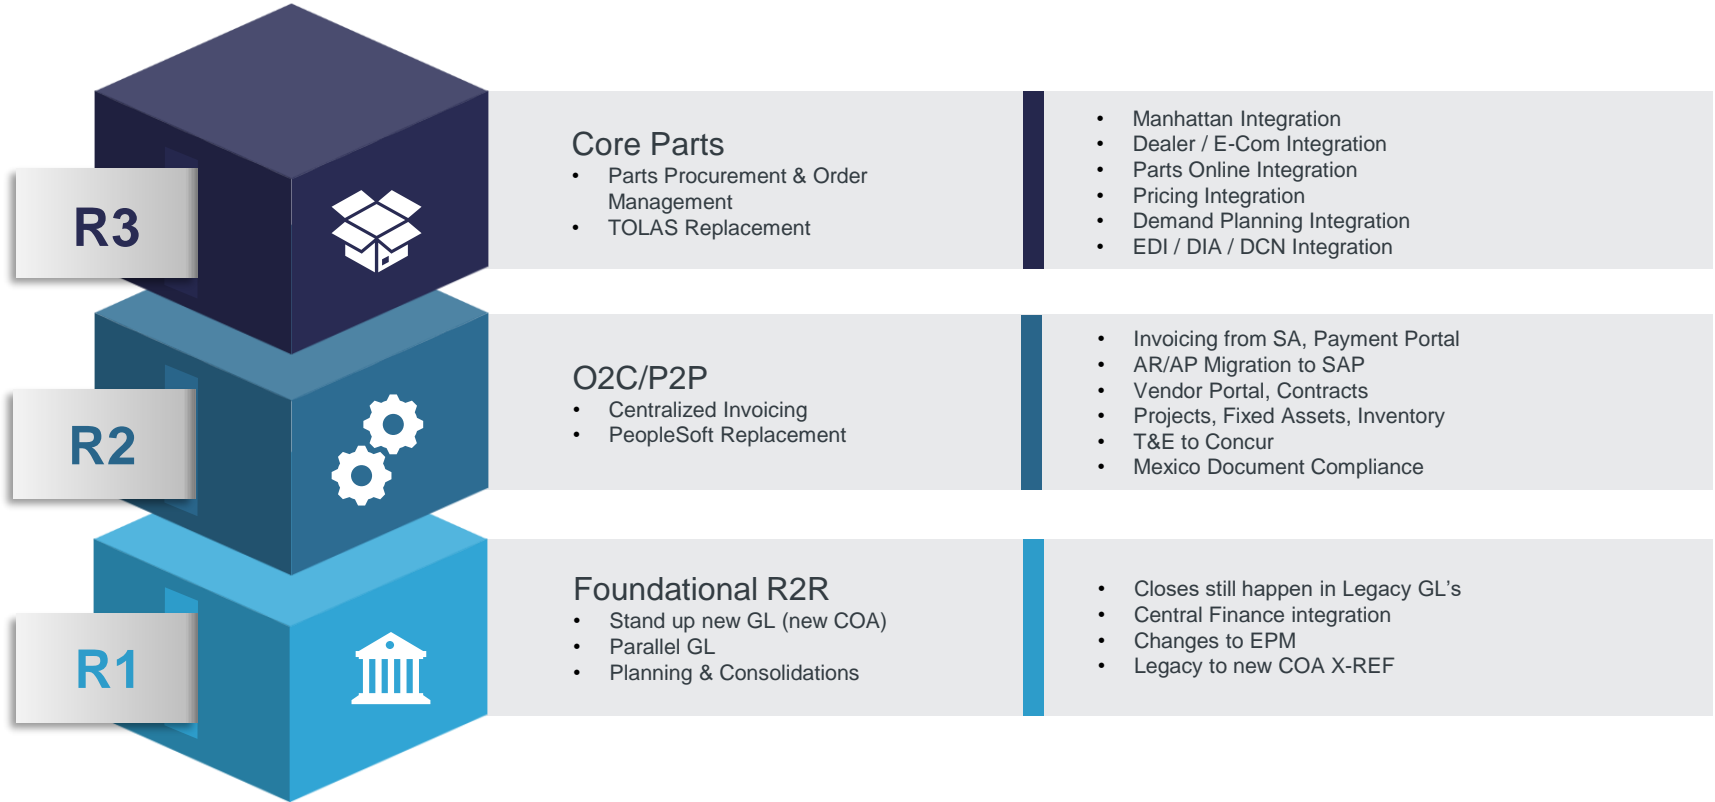 R3
Core Parts
• Parts Procurement & Order
Management
• TOLAS Replacement
• Manhattan Integration
• Dealer / E-Com Integration
• Parts Online Integration
• Pricing Integration
• Demand Planning Integration
• EDI / DIA / DCN Integration
R2
O2C/P2P
• Centralized Invoicing
• PeopleSoft Replacement
• Invoicing from SA, Payment Portal
• AR/AP Migration to SAP
• Vendor Portal, Contracts
• Projects, Fixed Assets, Inventory
• T&E to Concur
• Mexico Document Compliance
R1
Foundational R2R
• Stand up new GL (new COA)
• Parallel GL
• Planning & Consolidations
• Closes still happen in Legacy GL’s
• Central Finance integration
• Changes to EPM
• Legacy to new COA X-REF